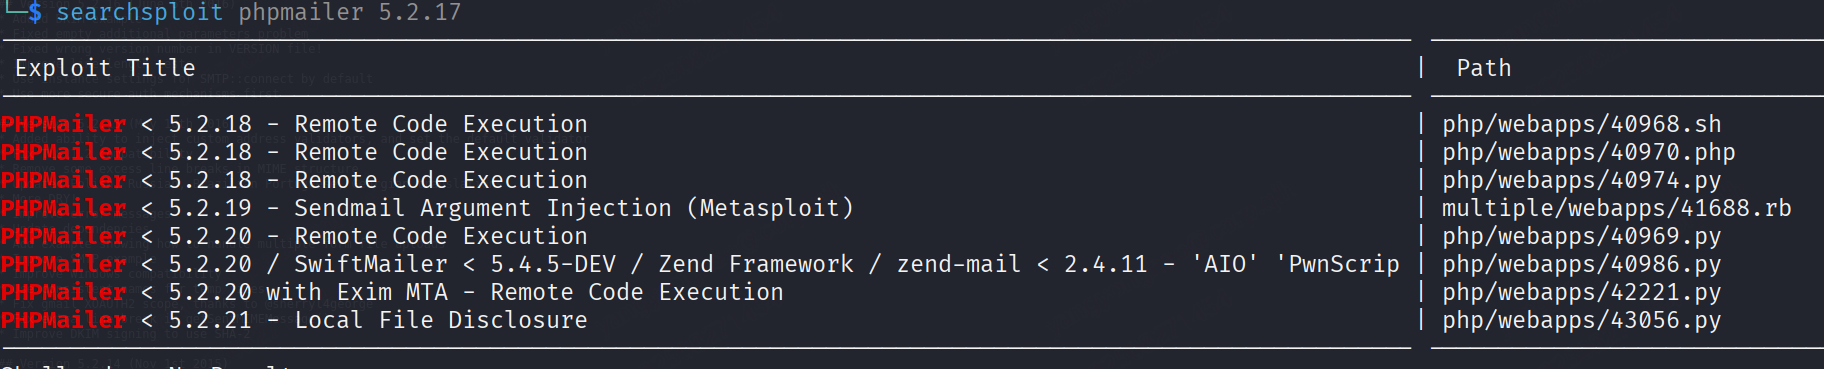 └─$ searchsploit phpmailer 5.2.17
Exploit Title | Path
PHPMailer < 5.2.18 - Remote Code Execution | php/webapps/40968.sh
PHPMailer < 5.2.18 - Remote Code Execution | php/webapps/40970.php
PHPMailer < 5.2.18 - Remote Code Execution | php/webapps/40974.py
PHPMailer < 5.2.19 - Sendmail Argument Injection (Metasploit) | multiple/webapps/41688.rb
PHPMailer < 5.2.20 - Remote Code Execution | php/webapps/40969.py
PHPMailer < 5.2.20 / SwiftMailer < 5.4.5-DEV / Zend Framework / zend-mail < 2.4.11 - 'AIO' 'PwnScrip | php/webapps/40986.py
PHPMailer < 5.2.20 with Exim MTA - Remote Code Execution | php/webapps/42221.py
PHPMailer < 5.2.21 - Local File Disclosure | php/webapps/43056.py